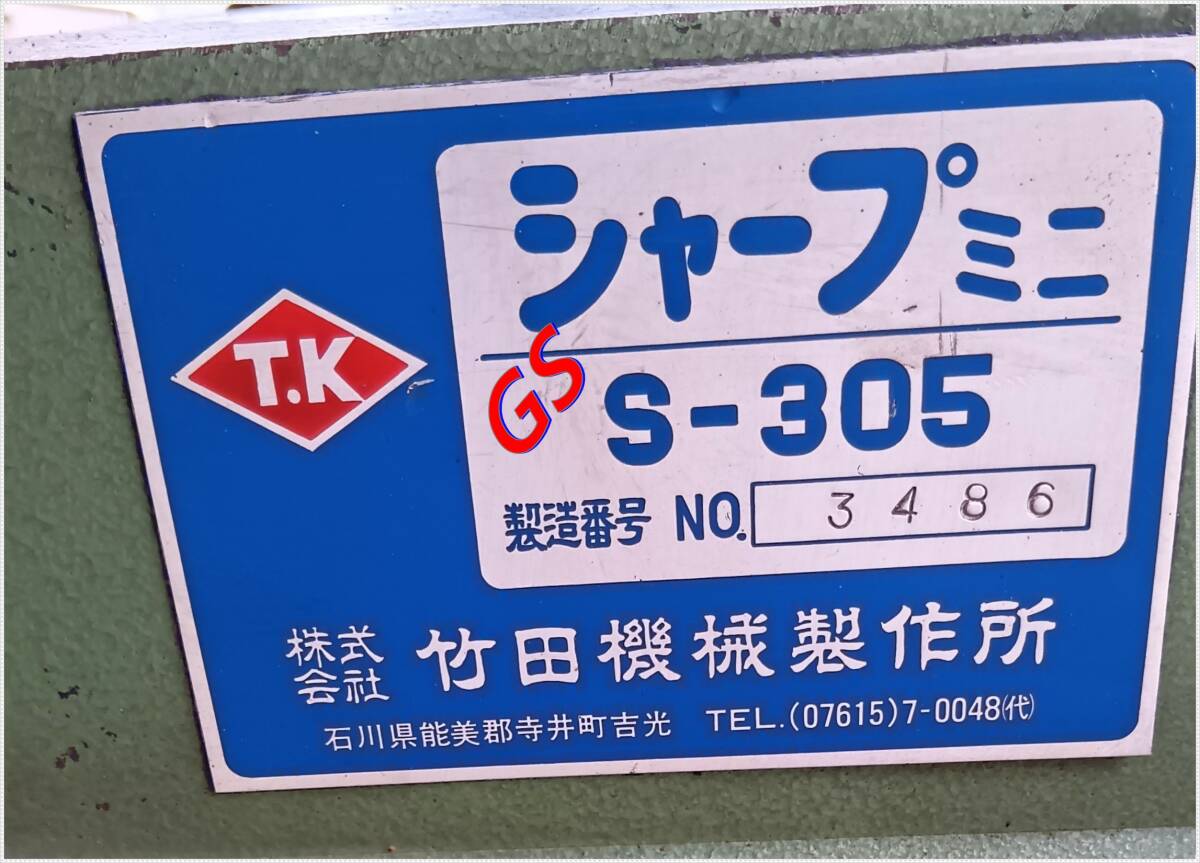 シャープミニ
T.K
GS
S-305
製造番号 NO. 3486
株式会社 竹田機械製作所
石川県能美郡寺井町吉光 TEL.(07615)7-0048(代)